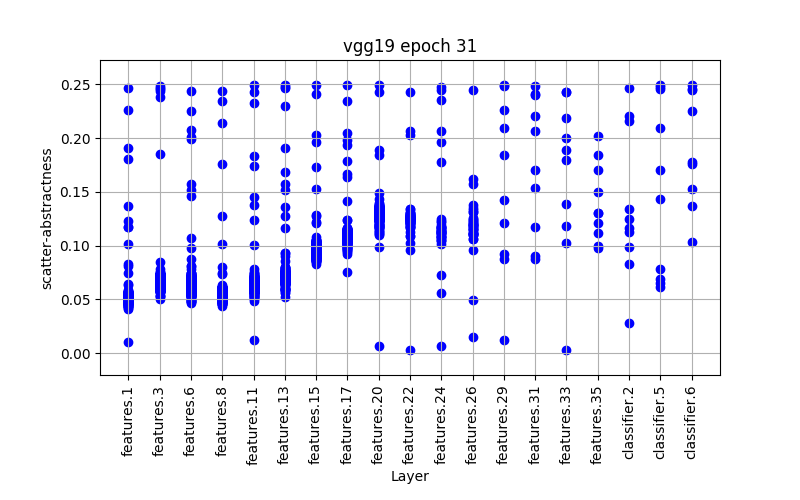 vgg19 epoch 31
scatter-abstractness
0.25
0.20
0.15
0.10
0.05
0.00
features.1
features.3
features.6
features.8
features.11
features.13
features.15
features.17
features.20
features.22
features.24
features.26
features.29
features.31
features.33
features.35
classifier.2
classifier.5
classifier.6
Layer